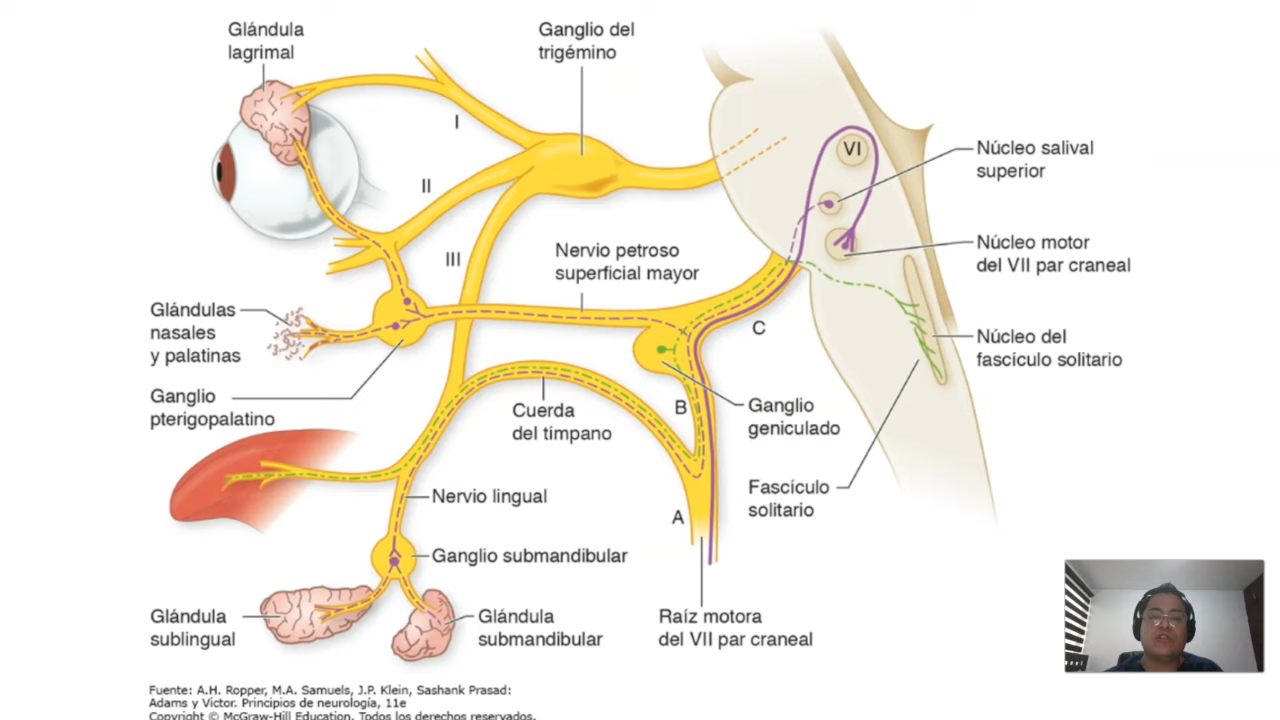 Glándula
lagrimal
Ganglio del
trigémino
I
II
III
VI
Núcleo salival
superior
Núcleo motor
del VII par craneal
Nervio petroso
superficial mayor
Glándulas
nasales
y palatinas
C
Núcleo del
fascículo solitario
Ganglio
pterigopalatino
Cuerda
del tímpano
B
Ganglio
geniculado
Nervio lingual
A
Fascículo
solitario
Ganglio submandibular
Glándula
sublingual
Glándula
submandibular
Raíz motora
del VII par craneal
Fuente: A.H. Ropper, M.A. Samuels, J.P. Klein, Sashank Prasad:
Adams y Victor. Principios de neurología, 11e
Copyright © McGraw-Hill Education. Todos los derechos reservados.